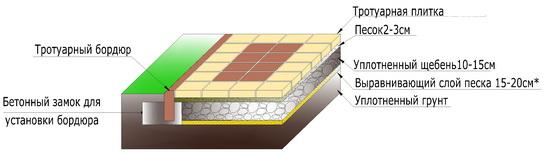 Тротуарная плитка
Песок2-3см
Тротуарный бордюр
Уплотненный щебень10-15см
Выравнивающий слой песка 15-20см*
Бетонный замок для
установки бордюра
Уплотненный грунт